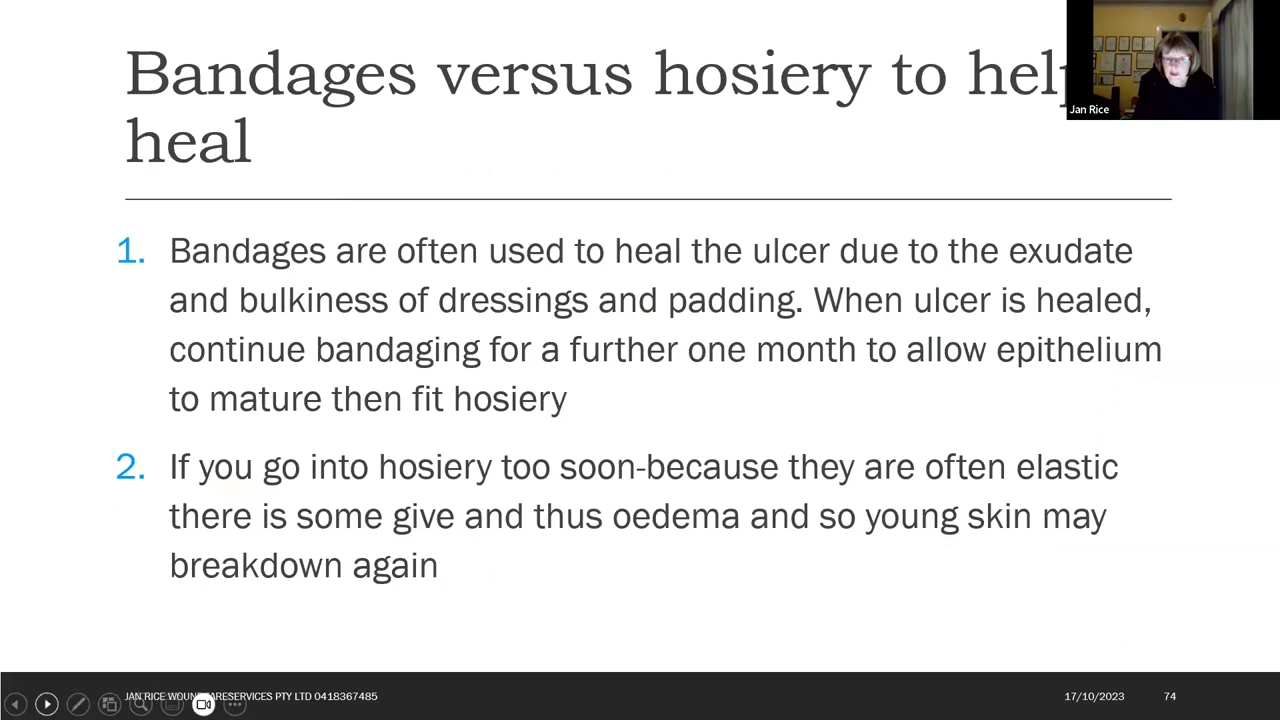 Bandages versus hosiery to help
heal
Jan Rice
1. Bandages are often used to heal the ulcer due to the exudate
and bulkiness of dressings and padding. When ulcer is healed,
continue bandaging for a further one month to allow epithelium
to mature then fit hosiery
2. If you go into hosiery too soon-because they are often elastic
there is some give and thus oedema and so young skin may
breakdown again
JAN RICE PTY LTD 0418367485
17/10/2023
74